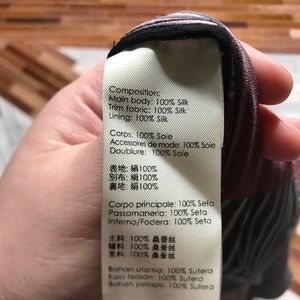 Composition:
Main body: 100% Silk
Trim fabric: 100% Silk
Lining: 100% Silk
Corps: 100% Soie
Accessoires de mode: 100% Soie
Doublure: 100% Soie
表地: 絹100%
別布: 絹100%
裏地: 絹100%
Corpo principale: 100% Seta
Passamaneria: 100% Seta
Interno/Fodera: 100% Seta
主料: 100% 桑蚕丝
辅料: 100% 桑蚕丝
里料: 100% 桑蚕丝
Bahan utama: 100% Sutera
Kain hiasan: 100% Sutera
Bahan pelapis: 100% Sutera